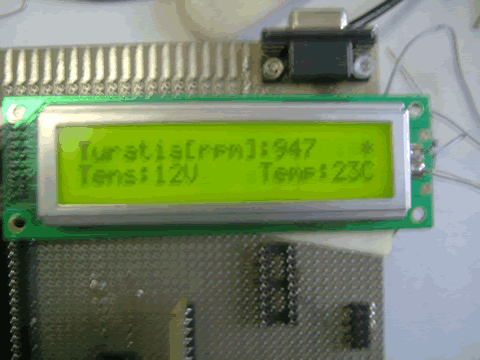 Turatia[rpm]:947 *
Tens:12V Temp:23C